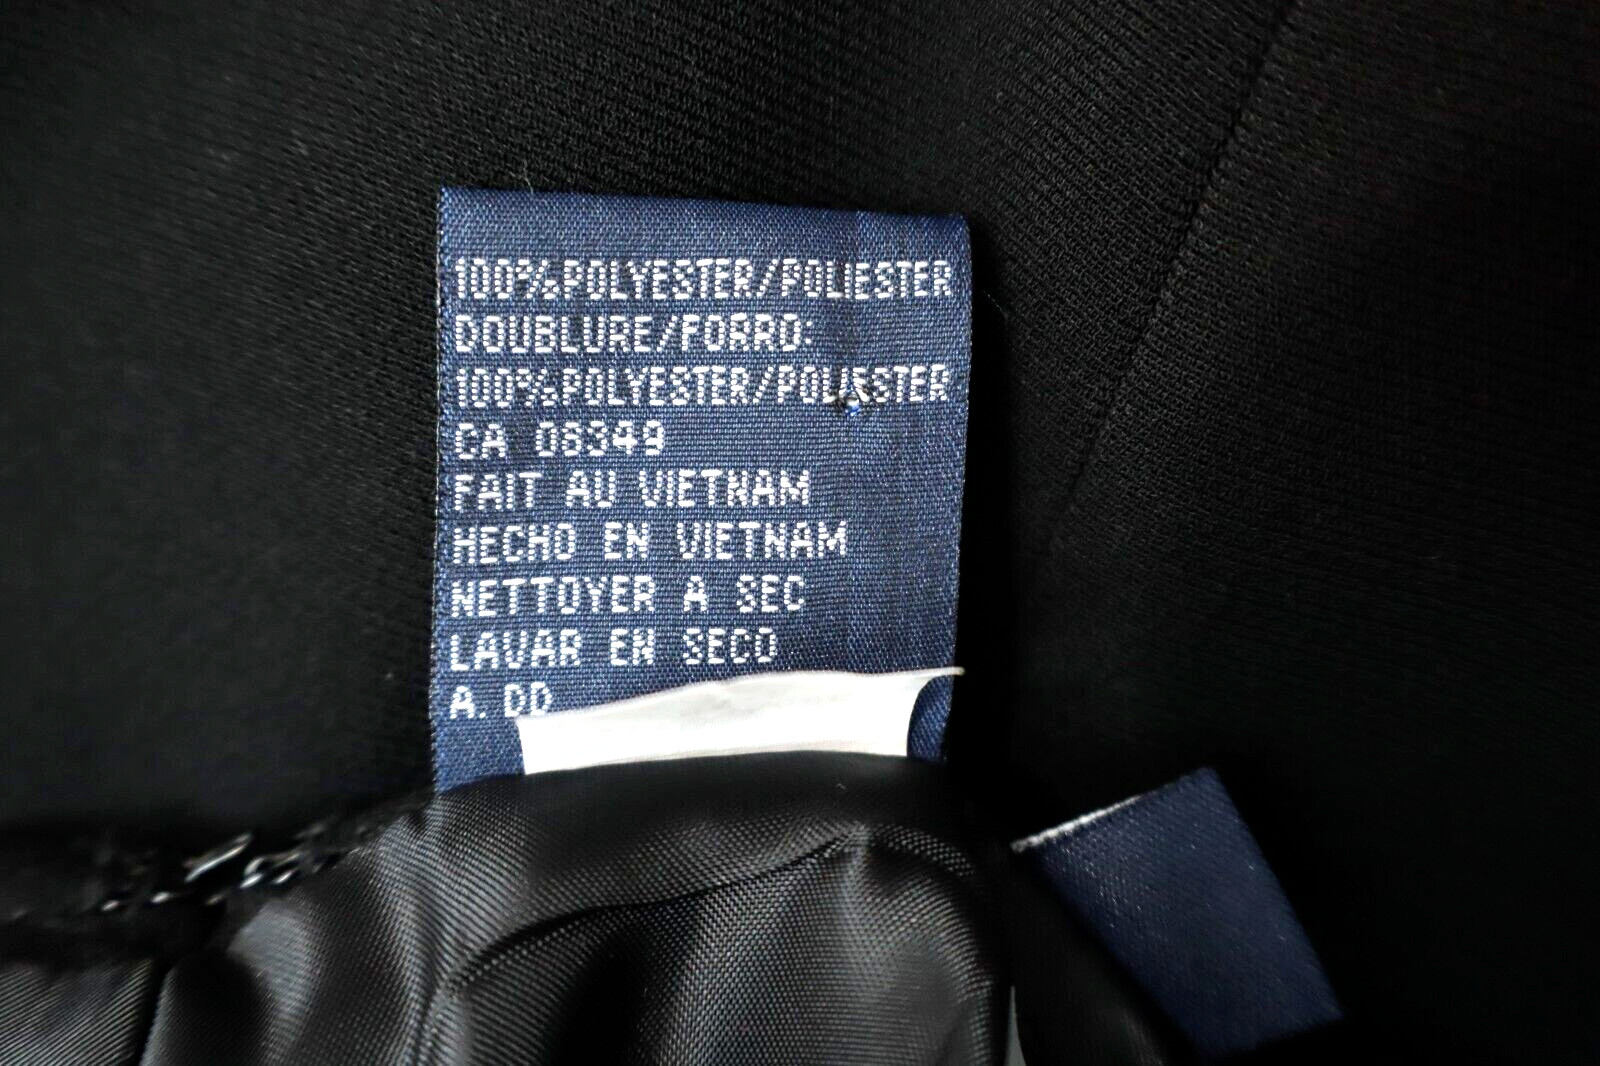 100%POLYESTER/POLIESTER
DOUBLURE/FORRO:
100%POLYESTER/POLIESTER
CA 06349
FAIT AU VIETNAM
HECHO EN VIETNAM
NETTOYER A SEC
LAVAR EN SECO
A. DD